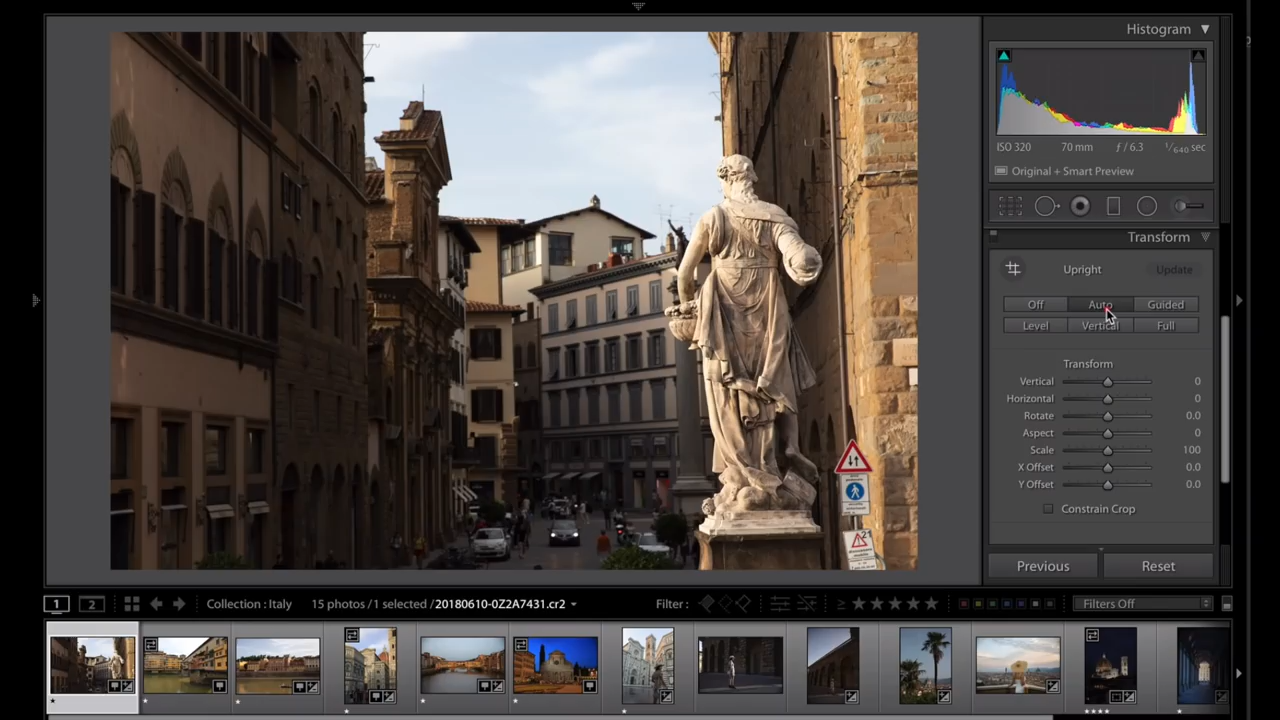 Histogram
ISO 320 70 mm ƒ / 6.3 1/640 sec
Original + Smart Preview
Transform
Upright Update
Off Auto Guided
Level Vertical Full
Transform
Vertical 0
Horizontal 0
Rotate 0.0
Aspect 0
Scale 100
X Offset 0.0
Y Offset 0.0
Constrain Crop
Previous Reset
1 2 Collection : Italy 15 photos / 1 selected / 20180610-0Z2A7431.cr2 Filter : Filters Off